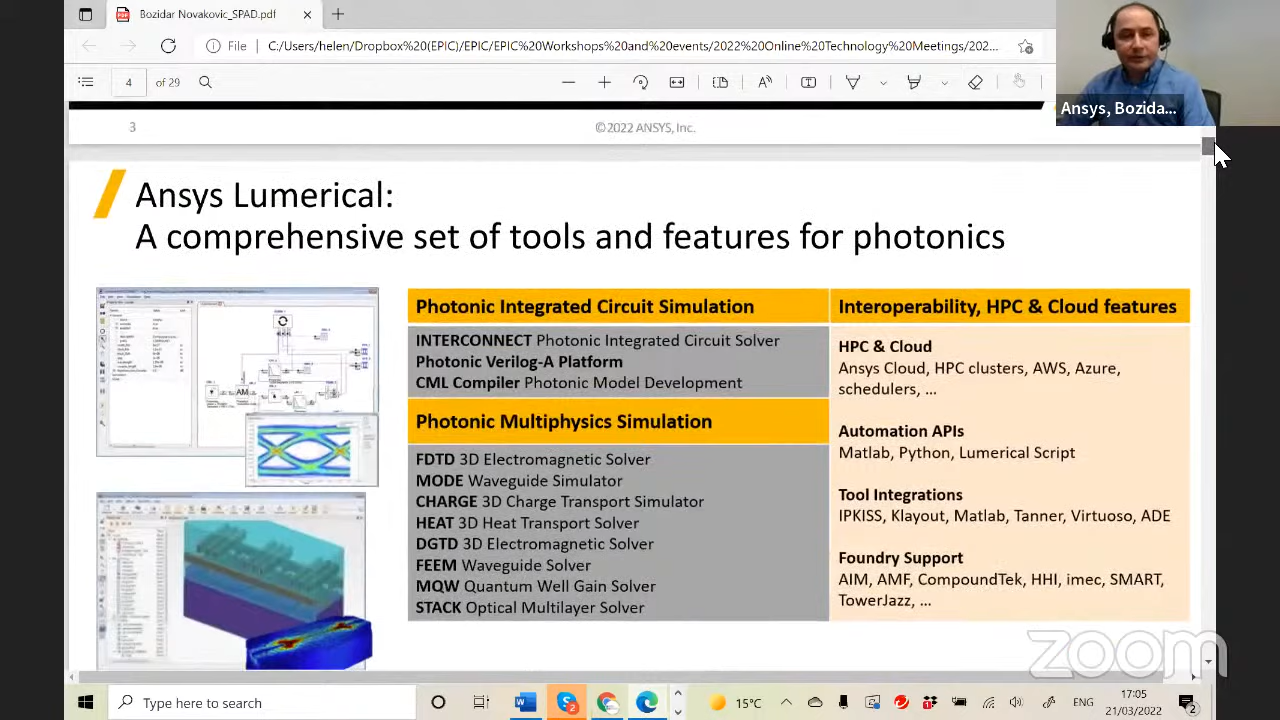 Bozidar Novakovic_SPAD.pdf
File
C:/Users/helen/Dropbox%20(EPIC)/EPIC/EPIC%20Workshops%20and%20events/2022%20Online%20Technology%20Meetings/202...
4 of 29
Ansys, Bozida...
3
©2022 ANSYS, Inc.
Ansys Lumerical:
A comprehensive set of tools and features for photonics
Photonic Integrated Circuit Simulation
INTERCONNECT Photonic Integrated Circuit Solver
Photonic Verilog-A Platform
CML Compiler Photonic Model Development
Photonic Multiphysics Simulation
FDTD 3D Electromagnetic Solver
MODE Waveguide Simulator
CHARGE 3D Charge Transport Simulator
HEAT 3D Heat Transport Solver
DGTD 3D Electromagnetic Solver
FEEM Waveguide Solver
MQW Quantum Well Gain Solver
STACK Optical Multilayer Solver
Interoperability, HPC & Cloud features
HPC & Cloud
Ansys Cloud, HPC clusters, AWS, Azure,
schedulers, ...
Automation APIs
Matlab, Python, Lumerical Script
Tool Integrations
IPKISS, Klayout, Matlab, Tanner, Virtuoso, ADE
Foundry Support
AIM, AMF, CompoundTek, HHI, imec, SMART,
TowerJazz, ...
zoom
Type here to search
15°C
ENG
17:05
21/03/2022